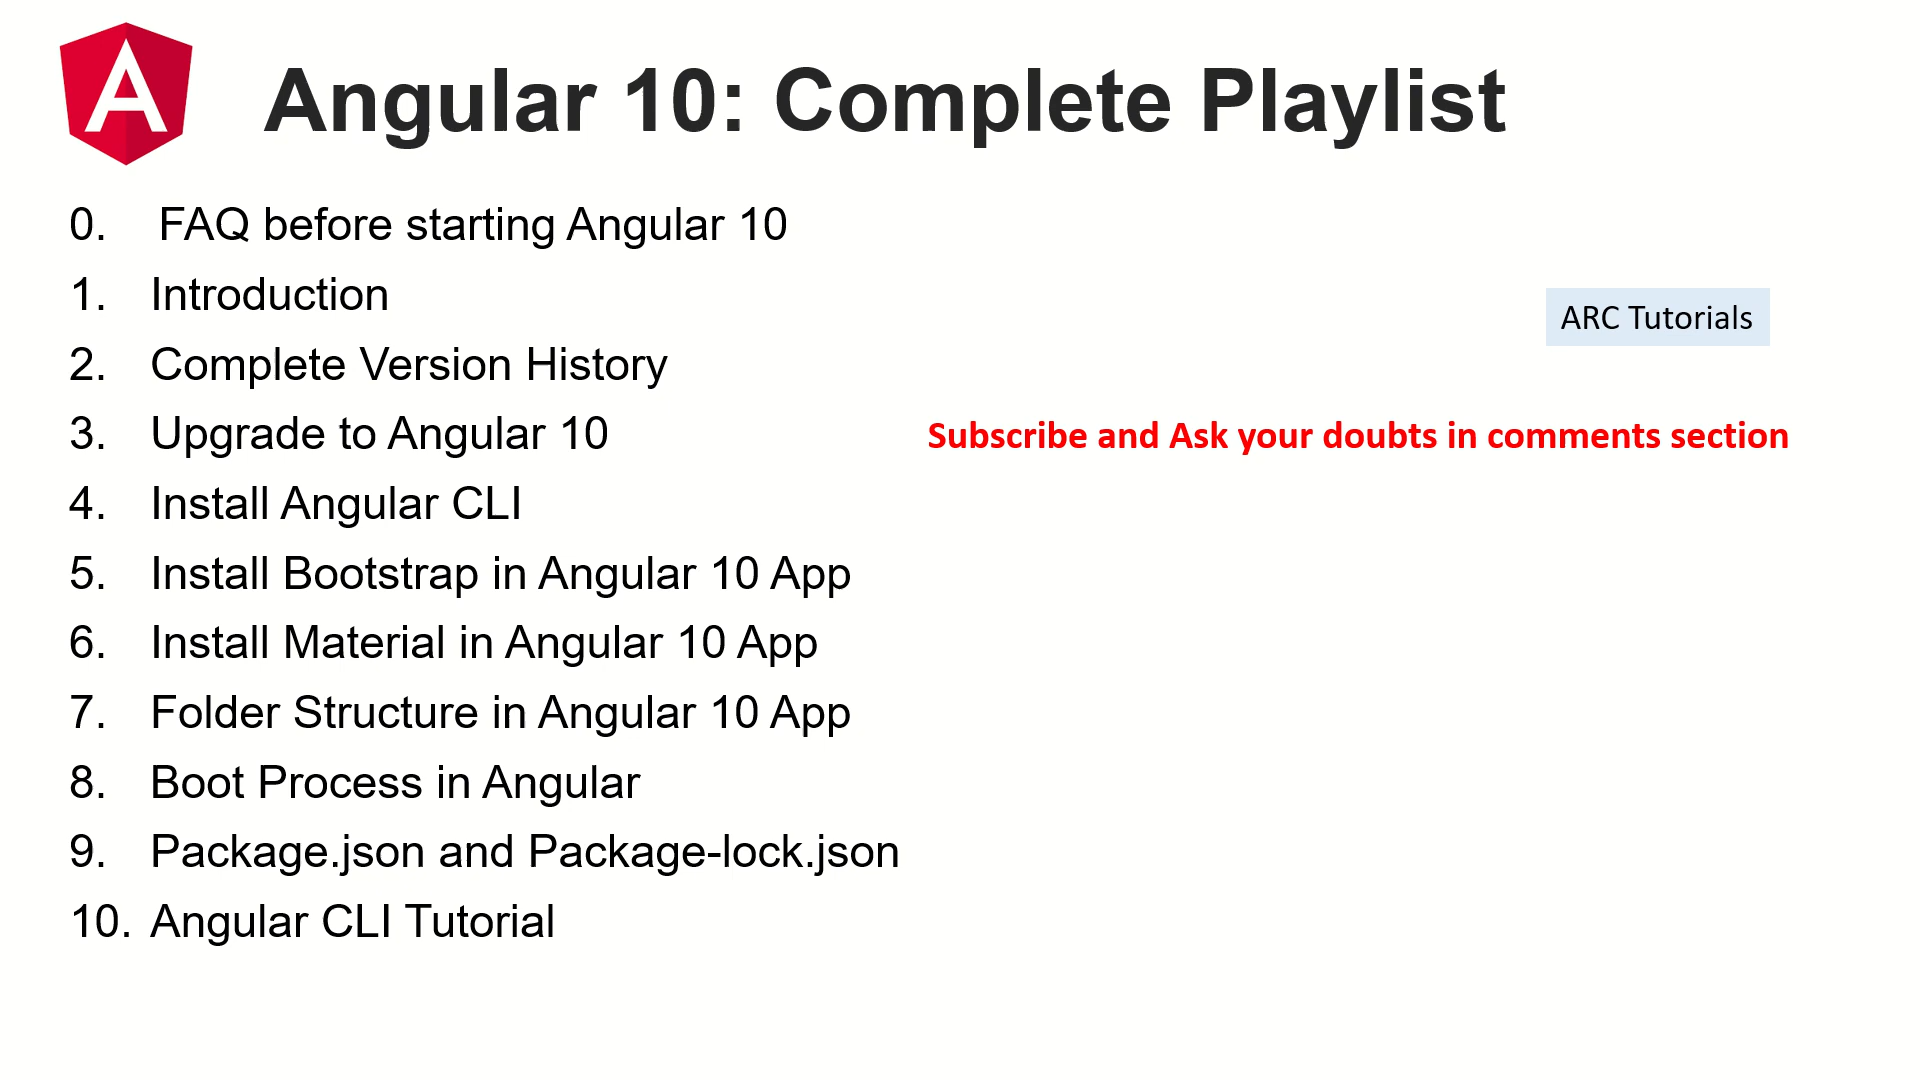 Angular 10: Complete Playlist
0. FAQ before starting Angular 10
1. Introduction
2. Complete Version History
3. Upgrade to Angular 10
4. Install Angular CLI
5. Install Bootstrap in Angular 10 App
6. Install Material in Angular 10 App
7. Folder Structure in Angular 10 App
8. Boot Process in Angular
9. Package.json and Package-lock.json
10. Angular CLI Tutorial
ARC Tutorials
Subscribe and Ask your doubts in comments section